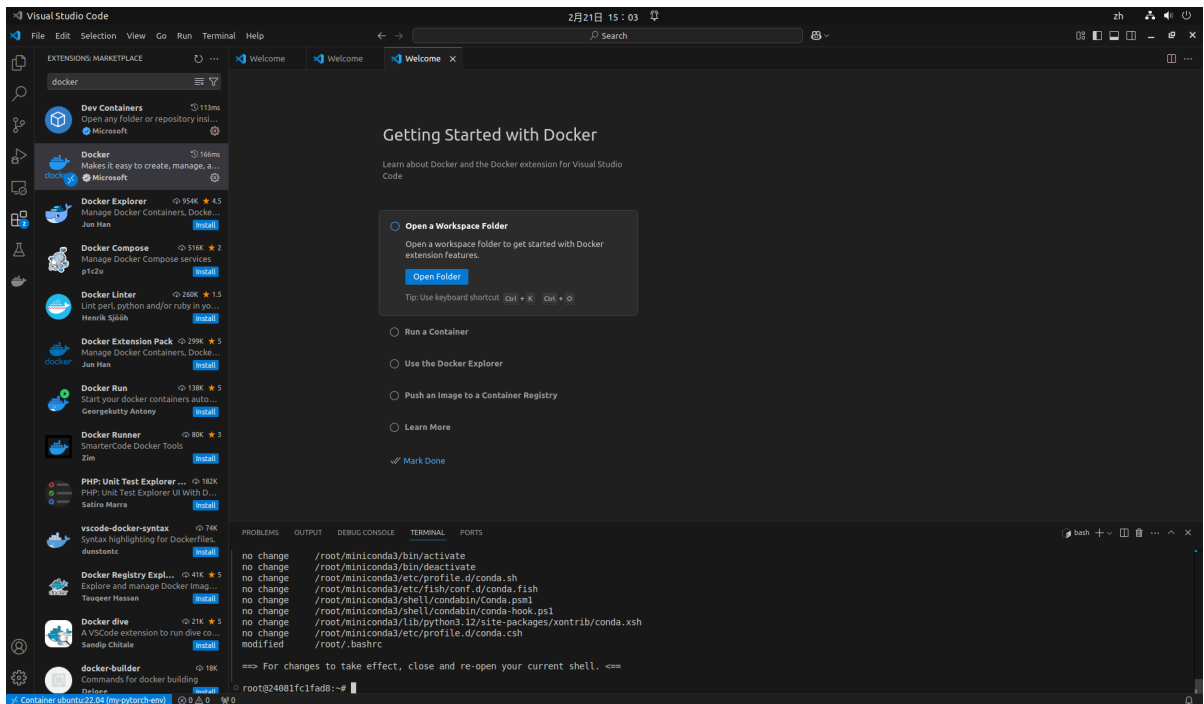 Visual Studio Code
2月21日 15：03
zh
File Edit Selection View Go Run Terminal Help
Search
EXTENSIONS: MARKETPLACE
Welcome
Welcome
Welcome
docker
Dev Containers 113ms
Open any folder or repository insi...
Microsoft
Docker 166ms
Makes it easy to create, manage, a...
Microsoft
Docker Explorer 954K ★ 4.5
Manage Docker Containers, Docke...
Jun Han Install
Docker Compose 516K ★ 2
Manage Docker Compose services
p1c2u Install
Docker Linter 260K ★ 1.5
Lint perl, python and/or ruby in yo...
Henrik Sjööh Install
Docker Extension Pack 299K ★ 5
Manage Docker Containers, Docke...
Jun Han Install
Docker Run 138K ★ 5
Start your docker containers auto...
Georgekutty Antony Install
Docker Runner 80K ★ 3
SmarterCode Docker Tools
Zim Install
PHP: Unit Test Explorer ... 182K
PHP: Unit Test Explorer UI With D...
Satiro Marra Install
vscode-docker-syntax 74K
Syntax highlighting for Dockerfiles.
dunstontc Install
Docker Registry Expl... 41K ★ 5
Explore and manage Docker Imag...
Tauqeer Hassan Install
Docker dive 21K ★ 5
A VSCode extension to run dive co...
Sandip Chitale Install
docker-builder 18K
Commands for docker building
Delgee Install
Getting Started with Docker
Learn about Docker and the Docker extension for Visual Studio
Code
Open a Workspace Folder
Open a workspace folder to get started with Docker
extension features.
Open Folder
Tip: Use keyboard shortcut Ctrl + K Ctrl + O
Run a Container
Use the Docker Explorer
Push an Image to a Container Registry
Learn More
Mark Done
PROBLEMS OUTPUT DEBUG CONSOLE TERMINAL PORTS
bash
no change /root/miniconda3/bin/activate
no change /root/miniconda3/bin/deactivate
no change /root/miniconda3/etc/profile.d/conda.sh
no change /root/miniconda3/etc/fish/conf.d/conda.fish
no change /root/miniconda3/shell/condabin/Conda.psm1
no change /root/miniconda3/shell/condabin/conda-hook.ps1
no change /root/miniconda3/lib/python3.12/site-packages/xontrib/conda.xsh
no change /root/miniconda3/etc/profile.d/conda.csh
modified /root/.bashrc
==> For changes to take effect, close and re-open your current shell. <==
root@24081fc1fad8:~#
Container ubuntu:22.04 (my-pytorch-env) 0 0 0